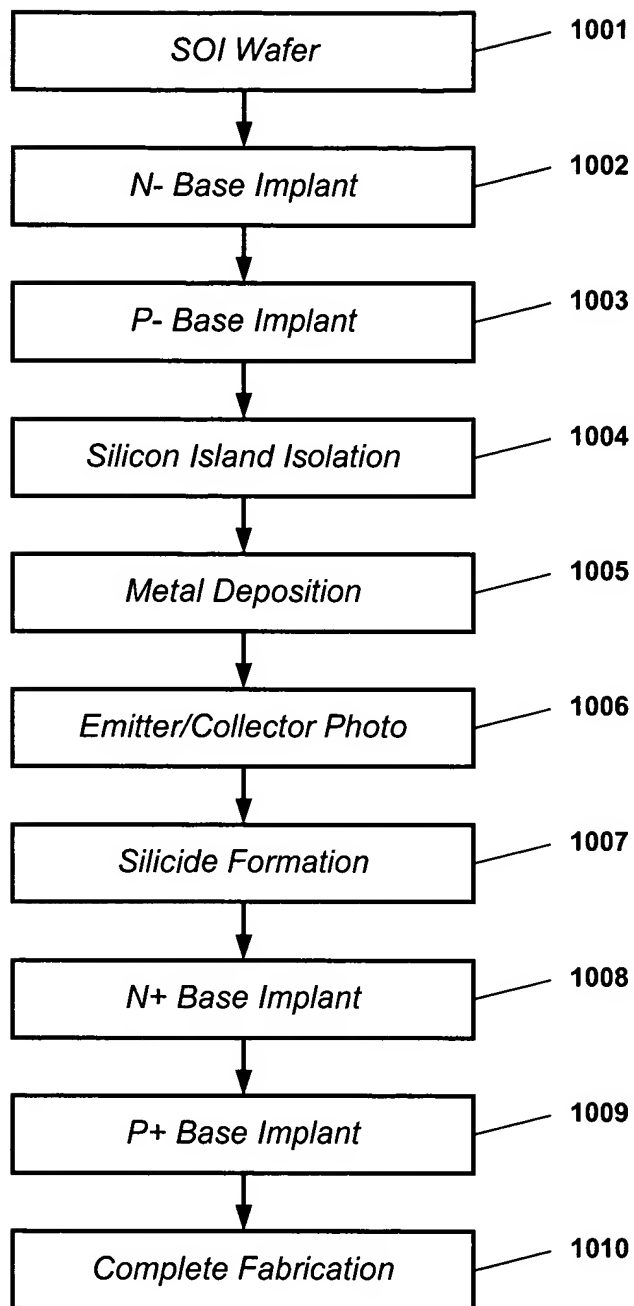 SOI Wafer 1001
N- Base Implant 1002
P- Base Implant 1003
Silicon Island Isolation 1004
Metal Deposition 1005
Emitter/Collector Photo 1006
Silicide Formation 1007
N+ Base Implant 1008
P+ Base Implant 1009
Complete Fabrication 1010